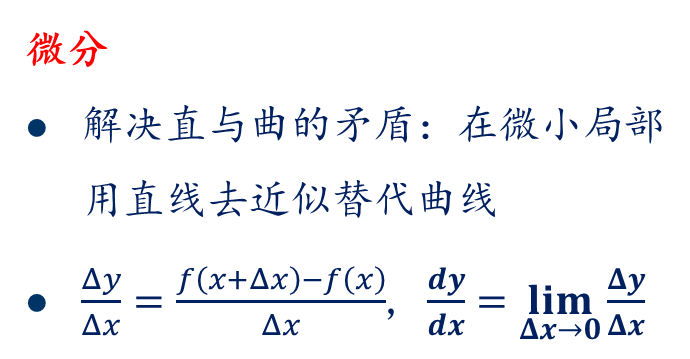 微分
● 解决直与曲的矛盾：在微小局部
用直线去近似替代曲线
● Δy/Δx = f(x+Δx)−f(x)/Δx, dy/dx = lim Δx→0 Δy/Δx